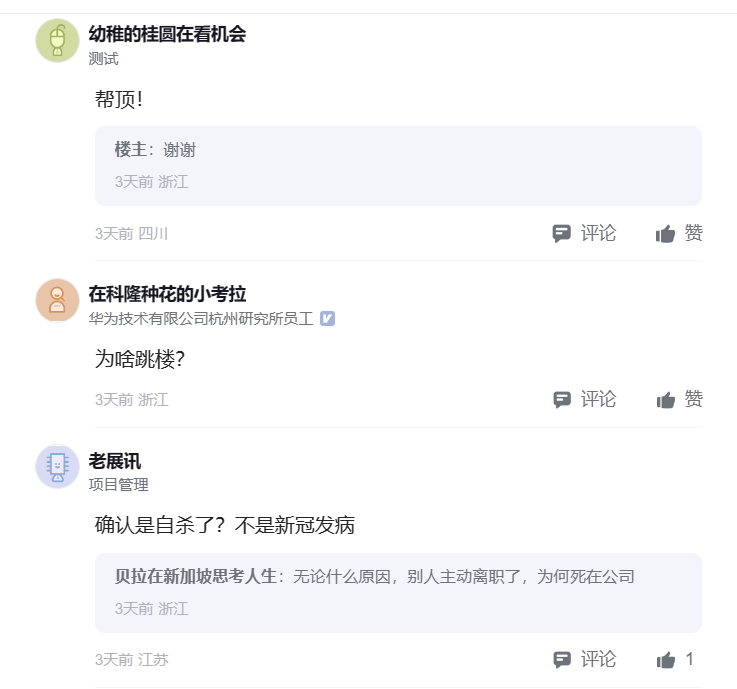 幼稚的桂圆在看机会
测试
帮顶！
楼主：谢谢
3天前 浙江
3天前 四川
评论 赞
在科隆种花的小考拉
华为技术有限公司杭州研究所员工
为啥跳楼？
3天前 浙江
评论 赞
老展讯
项目管理
确认是自杀了？不是新冠发病
贝拉在新加坡思考人生：无论什么原因，别人主动离职了，为何死在公司
3天前 浙江
3天前 江苏
评论 1